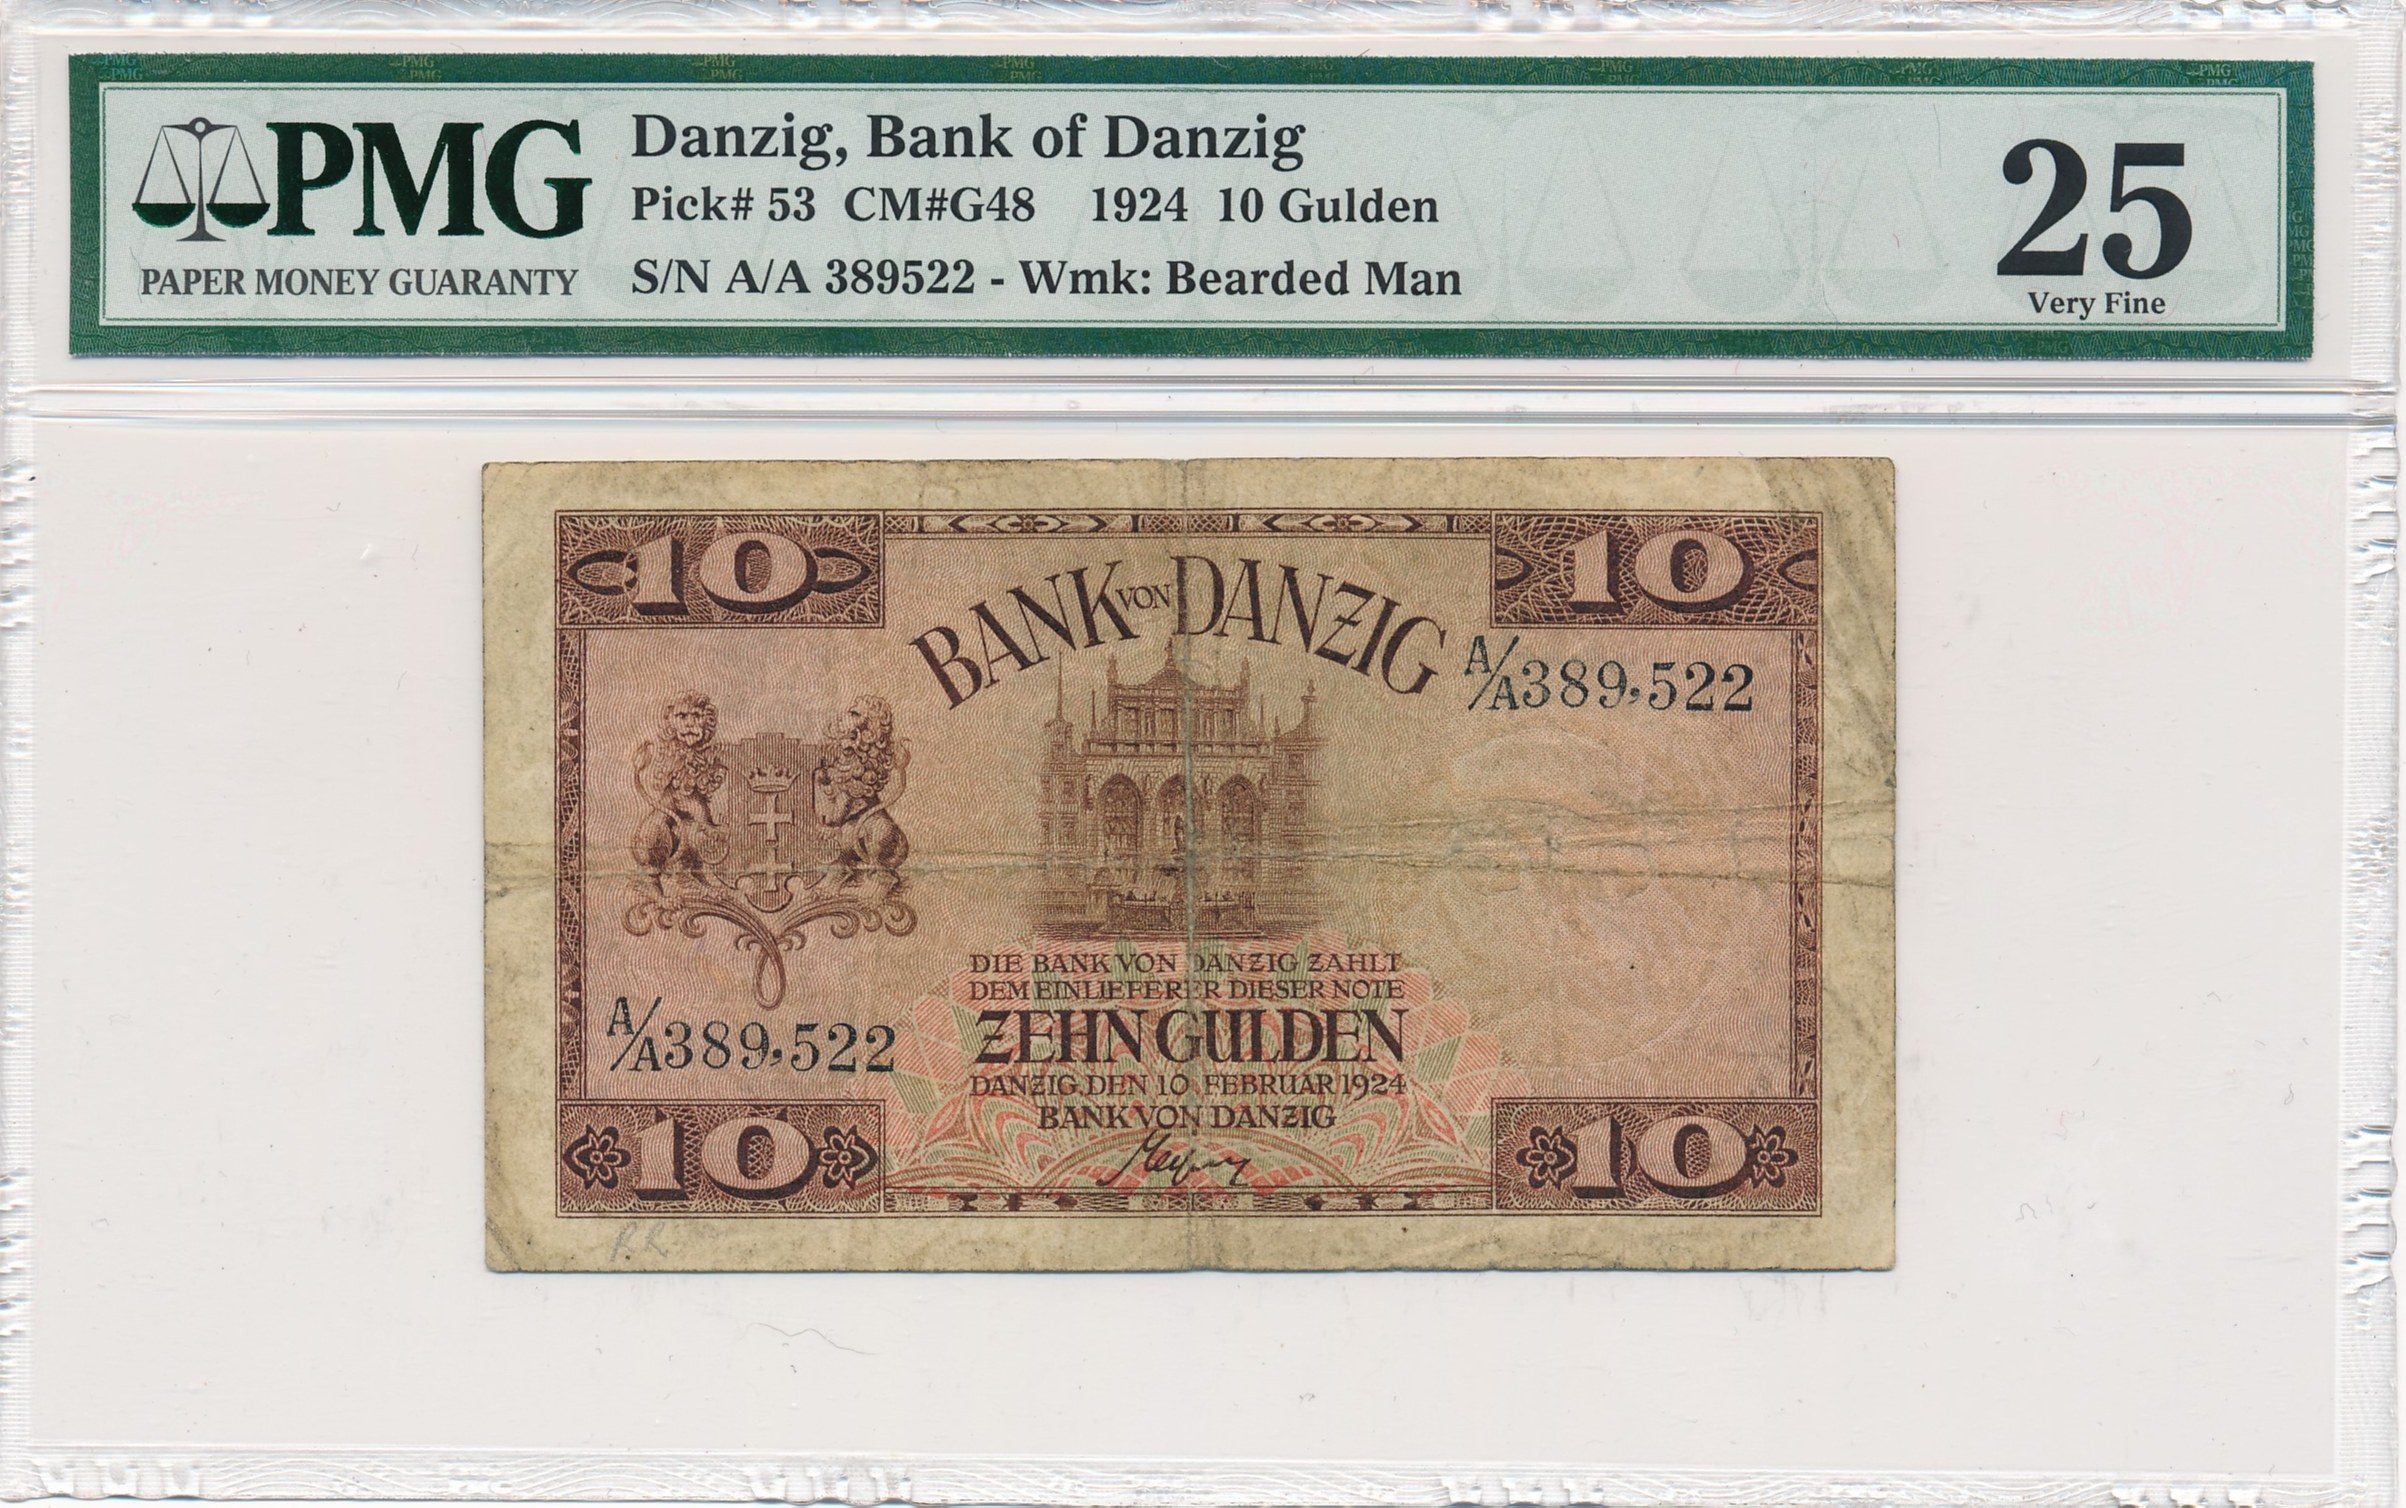 PMG
PAPER MONEY GUARANTY
Danzig, Bank of Danzig
Pick# 53 CM#G48 1924 10 Gulden
S/N A/A 389522 - Wmk: Bearded Man
25
Very Fine
10 10
BANK VON DANZIG
A/A 389,522
DIE BANK VON DANZIG ZAHLT
DEM EINLIEFERER DIESER NOTE
ZEHN GULDEN
A/A 389,522
DANZIG, DEN 10. FEBRUAR 1924
BANK VON DANZIG
10 10